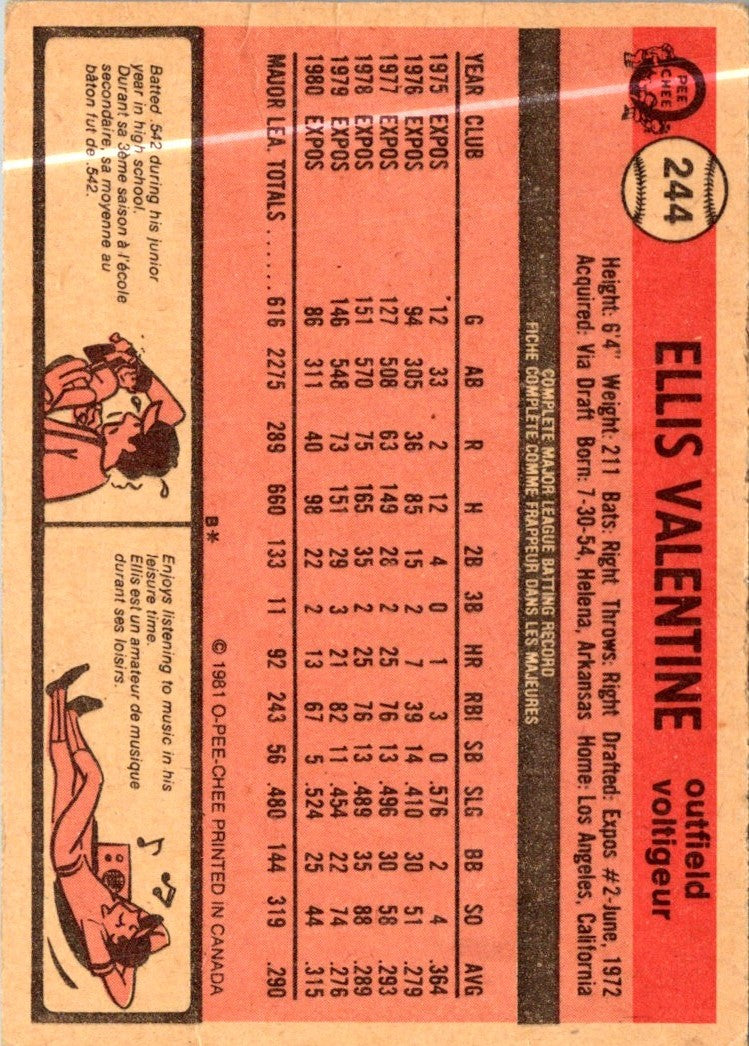 O PEE CHEE
244
ELLIS VALENTINE
outfield
voltigeur
Height: 6'4" Weight: 211 Bats: Right Throws: Right Drafted: Expos #2-June, 1972
Acquired: Via Draft Born: 7-30-54, Helena, Arkansas Home: Los Angeles, California
COMPLETE MAJOR LEAGUE BATTING RECORD
FICHE COMPLETE COMME FRAPPEUR DANS LES MAJEURES
YEAR CLUB G AB R H 2B 3B HR RBI SB SLG BB SO AVG
1975 EXPOS 12 33 2 12 4 0 1 3 0 .576 2 4 .364
1976 EXPOS 94 305 36 85 15 2 7 39 14 .410 30 51 .279
1977 EXPOS 127 508 63 149 28 2 25 76 13 .496 30 58 .293
1978 EXPOS 151 570 75 165 35 2 25 76 13 .489 35 88 .289
1979 EXPOS 146 548 73 151 29 3 21 82 11 .454 22 74 .276
1980 EXPOS 86 311 40 98 22 2 13 67 5 .524 25 44 .315
MAJOR LEA. TOTALS ...... 616 2275 289 660 133 11 92 243 56 .480 144 319 .290
B* © 1981 O-PEE-CHEE PRINTED IN CANADA
Batted .542 during his junior
year in high school.
Durant sa 3ème saison à l'école
secondaire, sa moyenne au
bâton fut de .542.
Enjoys listening to music in his
leisure time.
Ellis est un amateur de musique
durant ses loisirs.